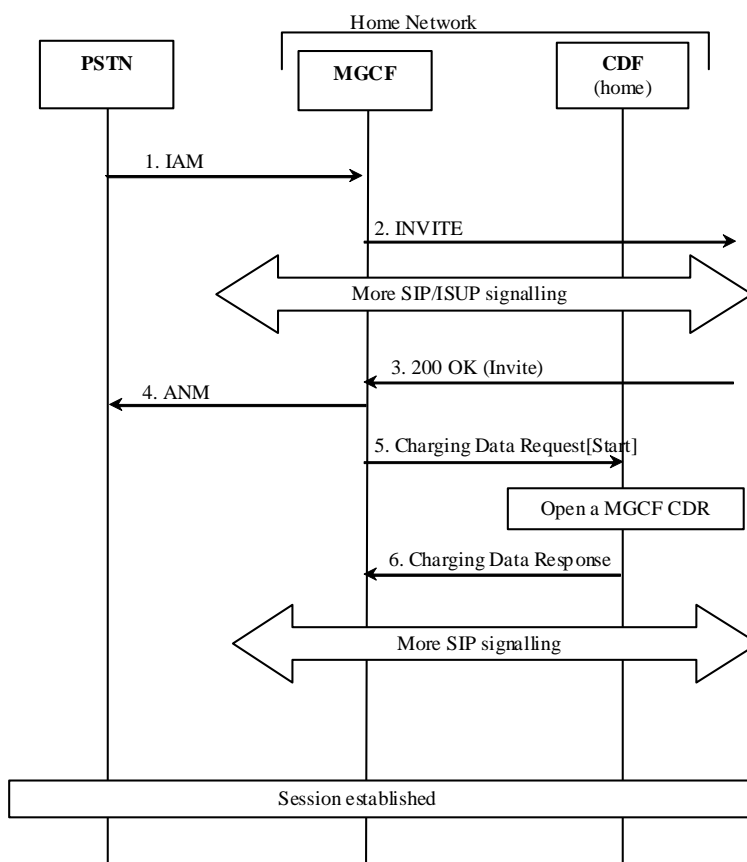 Home Network
PSTN
MGCF
CDF
(home)
1. IAM
2. INVITE
More SIP/ISUP signalling
3. 200 OK (Invite)
4. ANM
5. Charging Data Request[Start]
Open a MGCF CDR
6. Charging Data Response
More SIP signalling
Session established